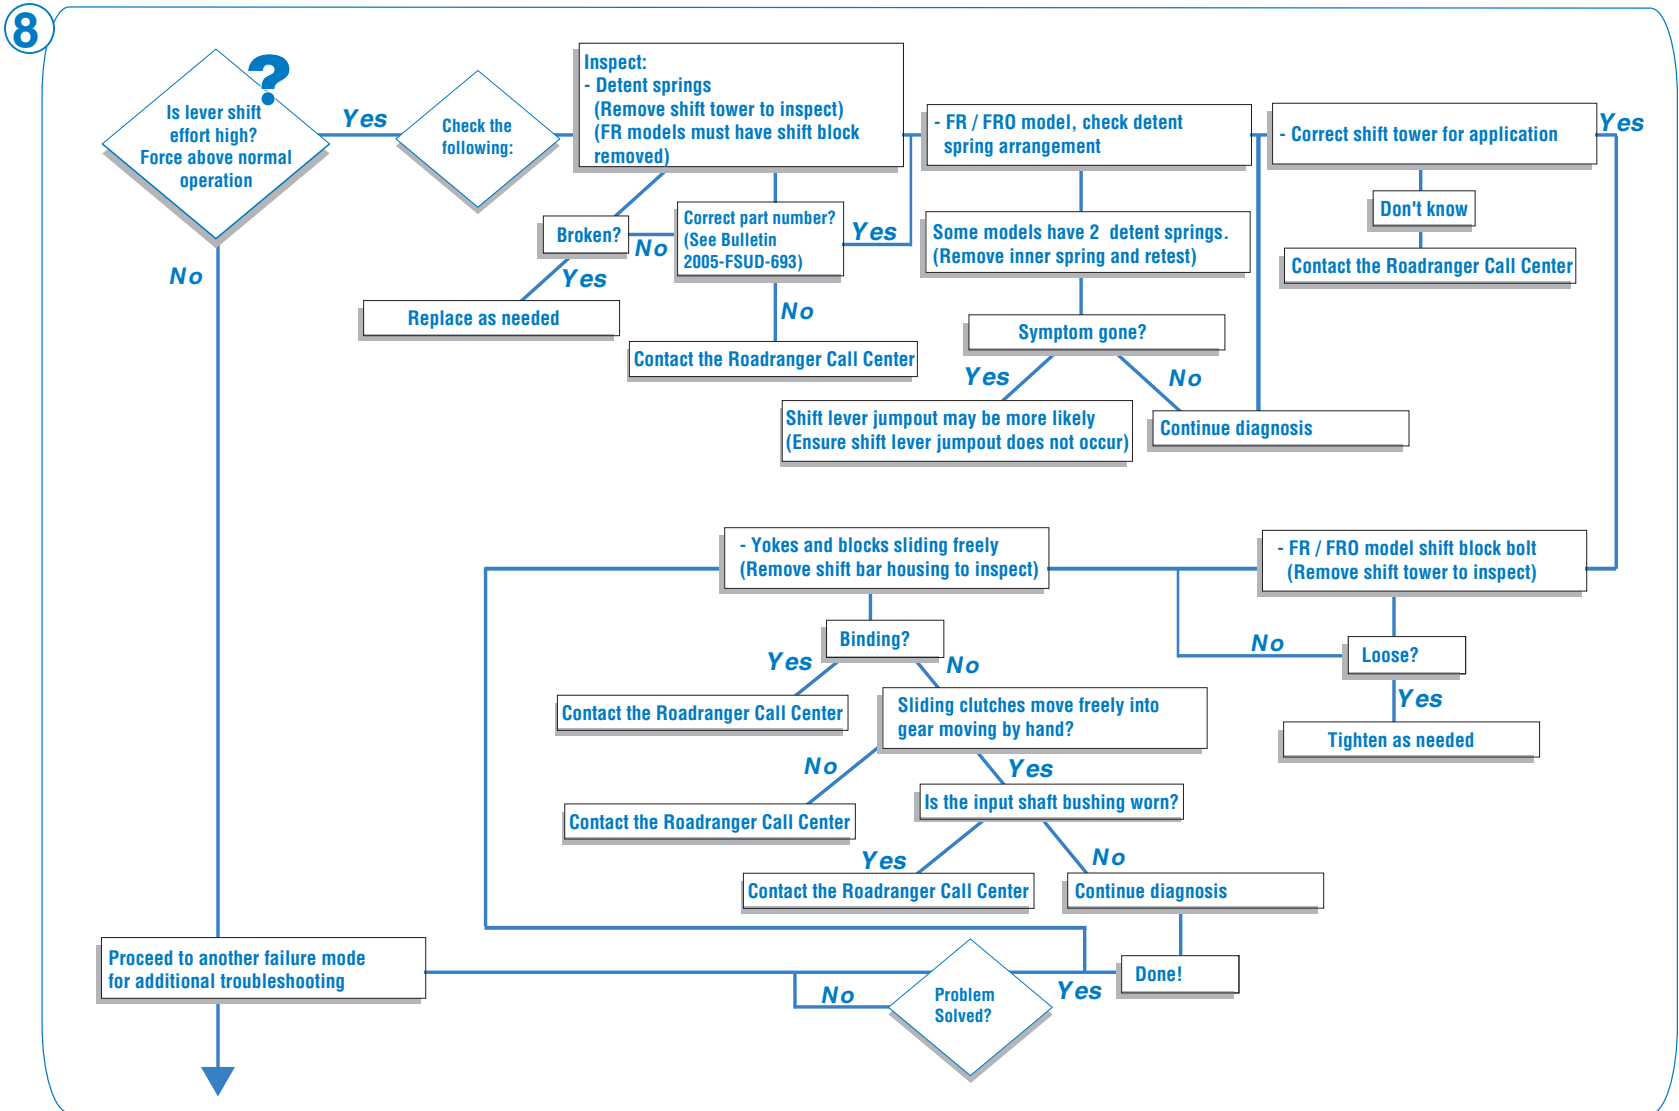 8
?
Is lever shift
effort high?
Force above normal
operation
Yes
No
Check the
following:
Inspect:
- Detent springs
(Remove shift tower to inspect)
(FR models must have shift block
removed)
Broken?
No
Yes
Replace as needed
Correct part number?
(See Bulletin
2005-FSUD-693)
Yes
No
Contact the Roadranger Call Center
- FR / FRO model, check detent
spring arrangement
Some models have 2 detent springs.
(Remove inner spring and retest)
Symptom gone?
Yes
No
Shift lever jumpout may be more likely
(Ensure shift lever jumpout does not occur)
Continue diagnosis
- Correct shift tower for application
Yes
Don't know
Contact the Roadranger Call Center
- FR / FRO model shift block bolt
(Remove shift tower to inspect)
Loose?
No
Yes
Tighten as needed
- Yokes and blocks sliding freely
(Remove shift bar housing to inspect)
Binding?
Yes
No
Contact the Roadranger Call Center
Sliding clutches move freely into
gear moving by hand?
No
Yes
Contact the Roadranger Call Center
Is the input shaft bushing worn?
Yes
No
Contact the Roadranger Call Center
Continue diagnosis
Proceed to another failure mode
for additional troubleshooting
No
Problem
Solved?
Yes
Done!